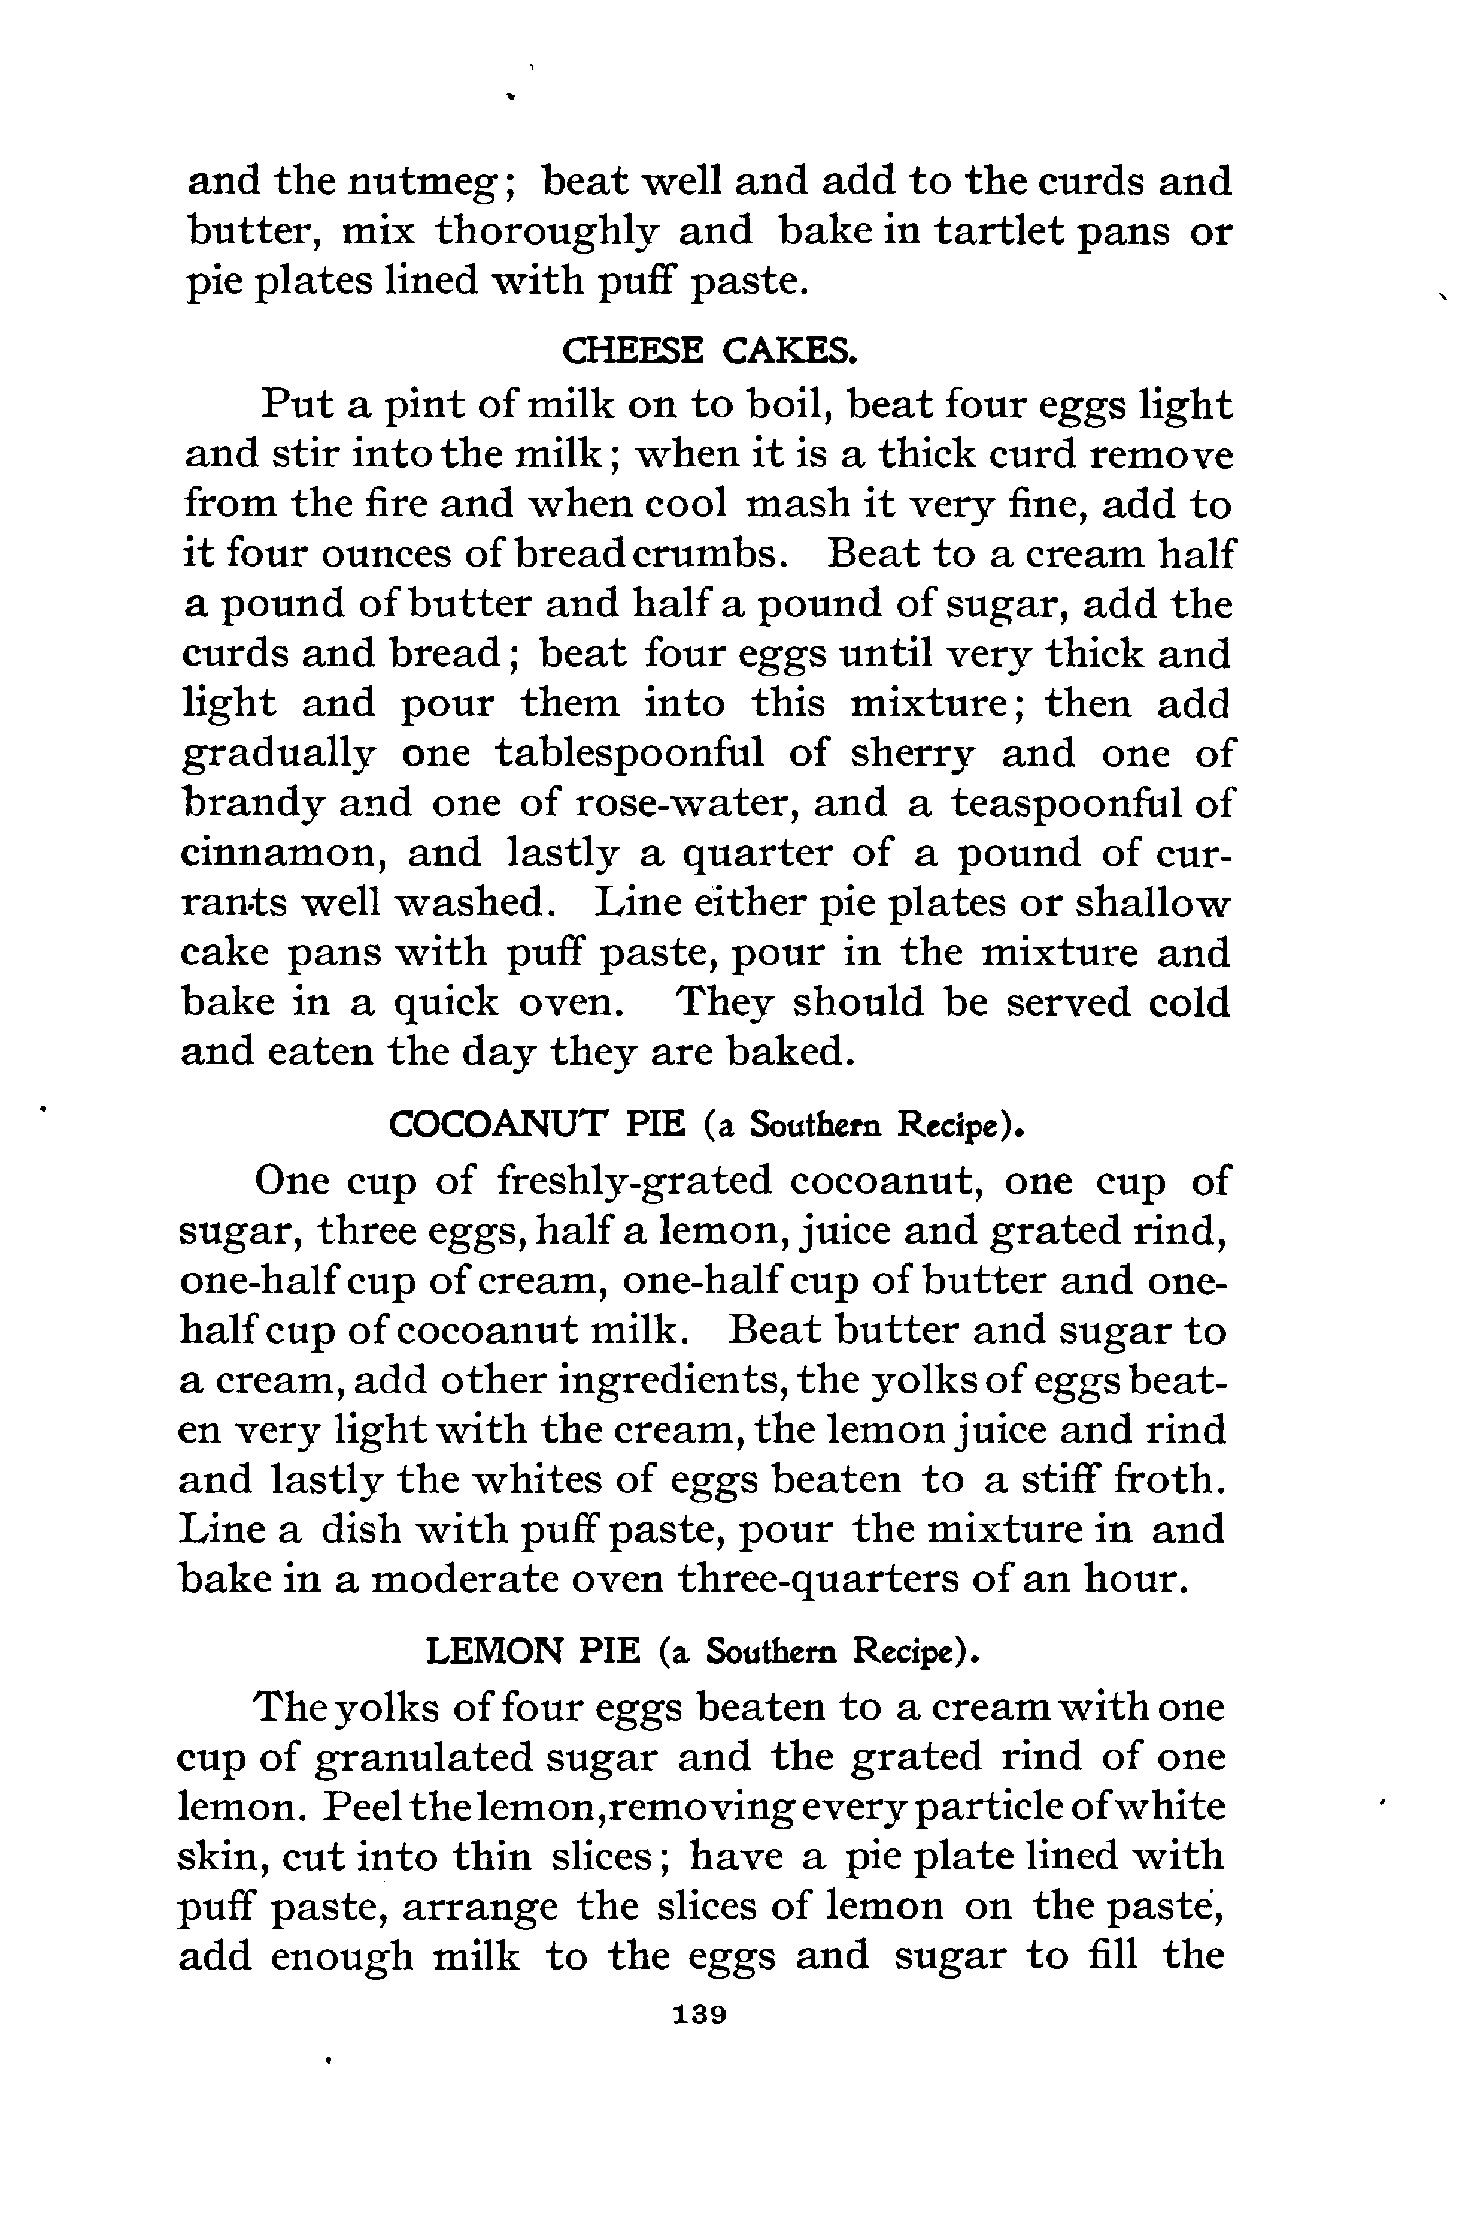 and the nutmeg; beat well and add to the curds and
butter, mix thoroughly and bake in tartlet pans or
pie plates lined with puff paste.
CHEESE CAKES.
Put a pint of milk on to boil, beat four eggs light
and stir into the milk; when it is a thick curd remove
from the fire and when cool mash it very fine, add to
it four ounces of breadcrumbs. Beat to a cream half
a pound of butter and half a pound of sugar, add the
curds and bread; beat four eggs until very thick and
light and pour them into this mixture; then add
gradually one tablespoonful of sherry and one of
brandy and one of rose-water, and a teaspoonful of
cinnamon, and lastly a quarter of a pound of cur-
rants well washed. Line either pie plates or shallow
cake pans with puff paste, pour in the mixture and
bake in a quick oven. They should be served cold
and eaten the day they are baked.
COCOANUT PIE (a Southern Recipe).
One cup of freshly-grated cocoanut, one cup of
sugar, three eggs, half a lemon, juice and grated rind,
one-half cup of cream, one-half cup of butter and one-
half cup of cocoanut milk. Beat butter and sugar to
a cream, add other ingredients, the yolks of eggs beat-
en very light with the cream, the lemon juice and rind
and lastly the whites of eggs beaten to a stiff froth.
Line a dish with puff paste, pour the mixture in and
bake in a moderate oven three-quarters of an hour.
LEMON PIE (a Southern Recipe).
The yolks of four eggs beaten to a cream with one
cup of granulated sugar and the grated rind of one
lemon. Peel the lemon, removing every particle of white
skin, cut into thin slices; have a pie plate lined with
puff paste, arrange the slices of lemon on the paste,
add enough milk to the eggs and sugar to fill the
139